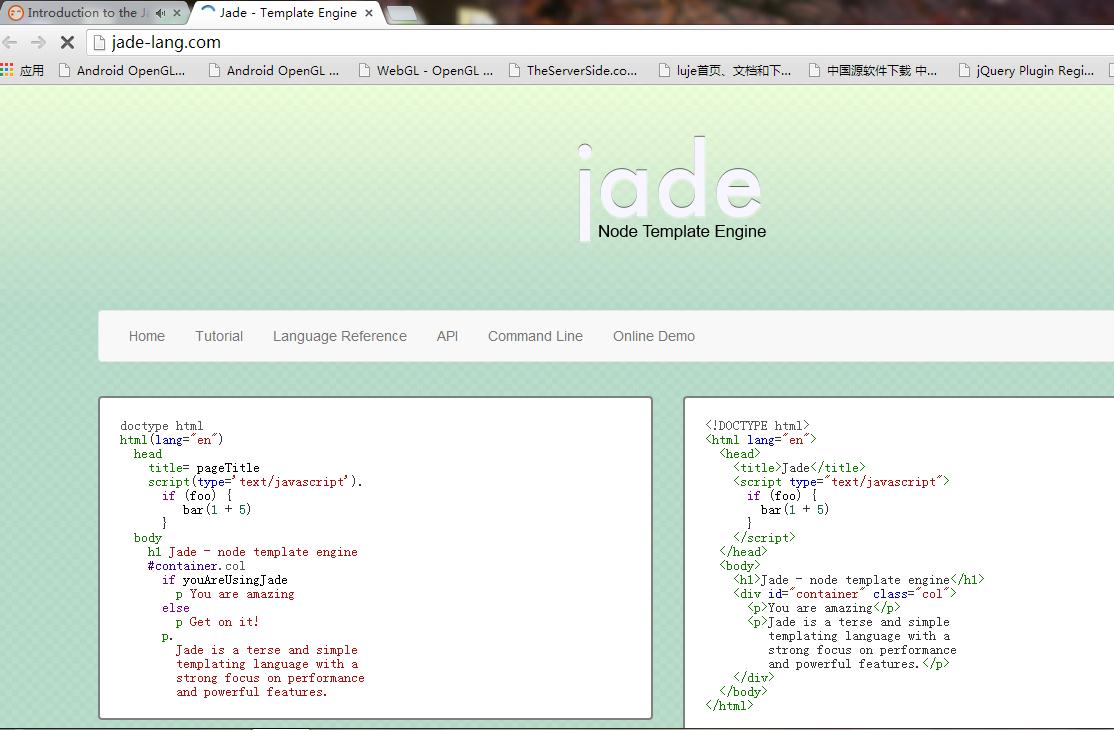 Introduction to the Ja
Jade - Template Engine
jade-lang.com
应用 Android OpenGL... Android OpenGL ... WebGL - OpenGL ... TheServerSide.co... luje首页、文档和下... 中国源软件下载 中... jQuery Plugin Regi...
jade
Node Template Engine
Home Tutorial Language Reference API Command Line Online Demo
doctype html
html(lang="en")
head
title= pageTitle
script(type='text/javascript').
if (foo) {
bar(1 + 5)
}
body
h1 Jade - node template engine
#container.col
if youAreUsingJade
p You are amazing
else
p Get on it!
p.
Jade is a terse and simple
templating language with a
strong focus on performance
and powerful features.
<!DOCTYPE html>
<html lang="en">
<head>
<title>Jade</title>
<script type="text/javascript">
if (foo) {
bar(1 + 5)
}
</script>
</head>
<body>
<h1>Jade - node template engine</h1>
<div id="container" class="col">
<p>You are amazing</p>
<p>Jade is a terse and simple
templating language with a
strong focus on performance
and powerful features.</p>
</div>
</body>
</html>